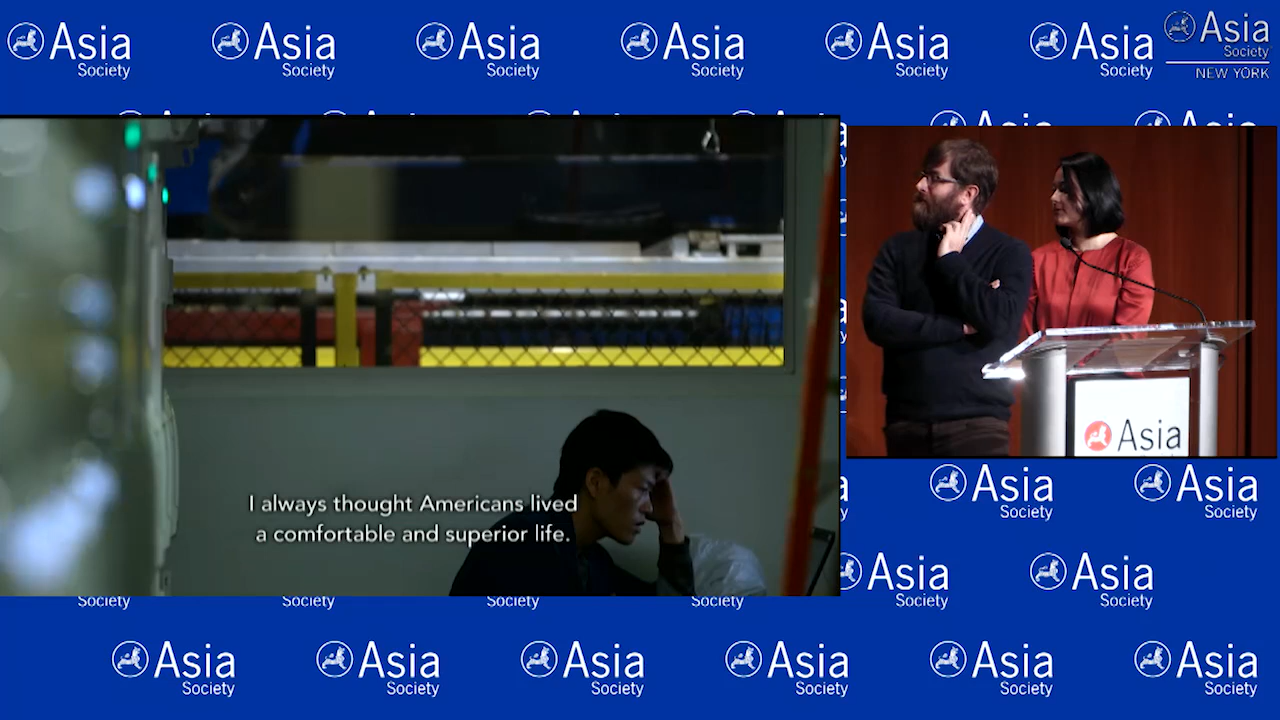 Asia Asia Asia Asia Asia Asia Asia
Society Society Society Society Society Society Society
NEW YORK
I always thought Americans lived
a comfortable and superior life.
Asia
Asia Asia
Society Society
Asia Asia
Society Society Society Society Society Society
Asia Asia Asia Asia Asia Asia
Society Society Society Society Society Society